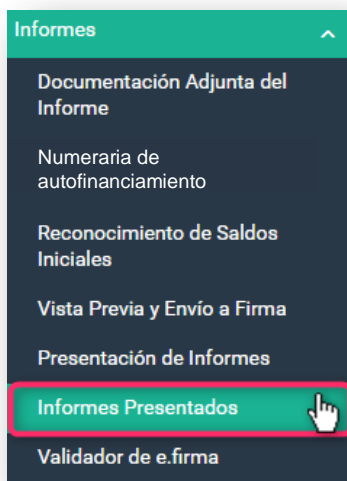 Informes
Documentación Adjunta del
Informe
Numeraria de
autofinanciamiento
Reconocimiento de Saldos
Iniciales
Vista Previa y Envío a Firma
Presentación de Informes
Informes Presentados
Validador de e.firma